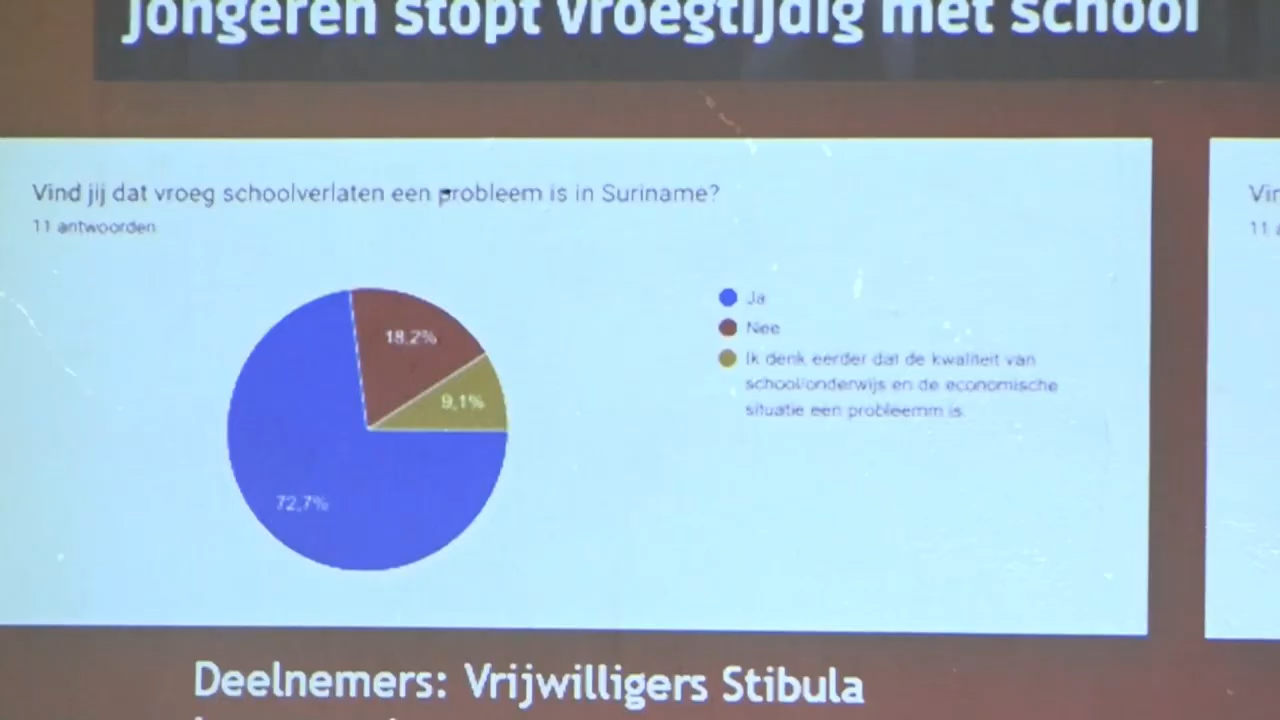 jongeren stopt vroegtijdig met school
Vind jij dat vroeg schoolverlaten een probleem is in Suriname?
11 antwoorden
Ja
Nee
Ik denk eerder dat de kwaliteit van
school/onderwijs en de economische
situatie een probleemm is.
18,2%
9,1%
72,7%
Vin
11 a
Deelnemers: Vrijwilligers Stibula